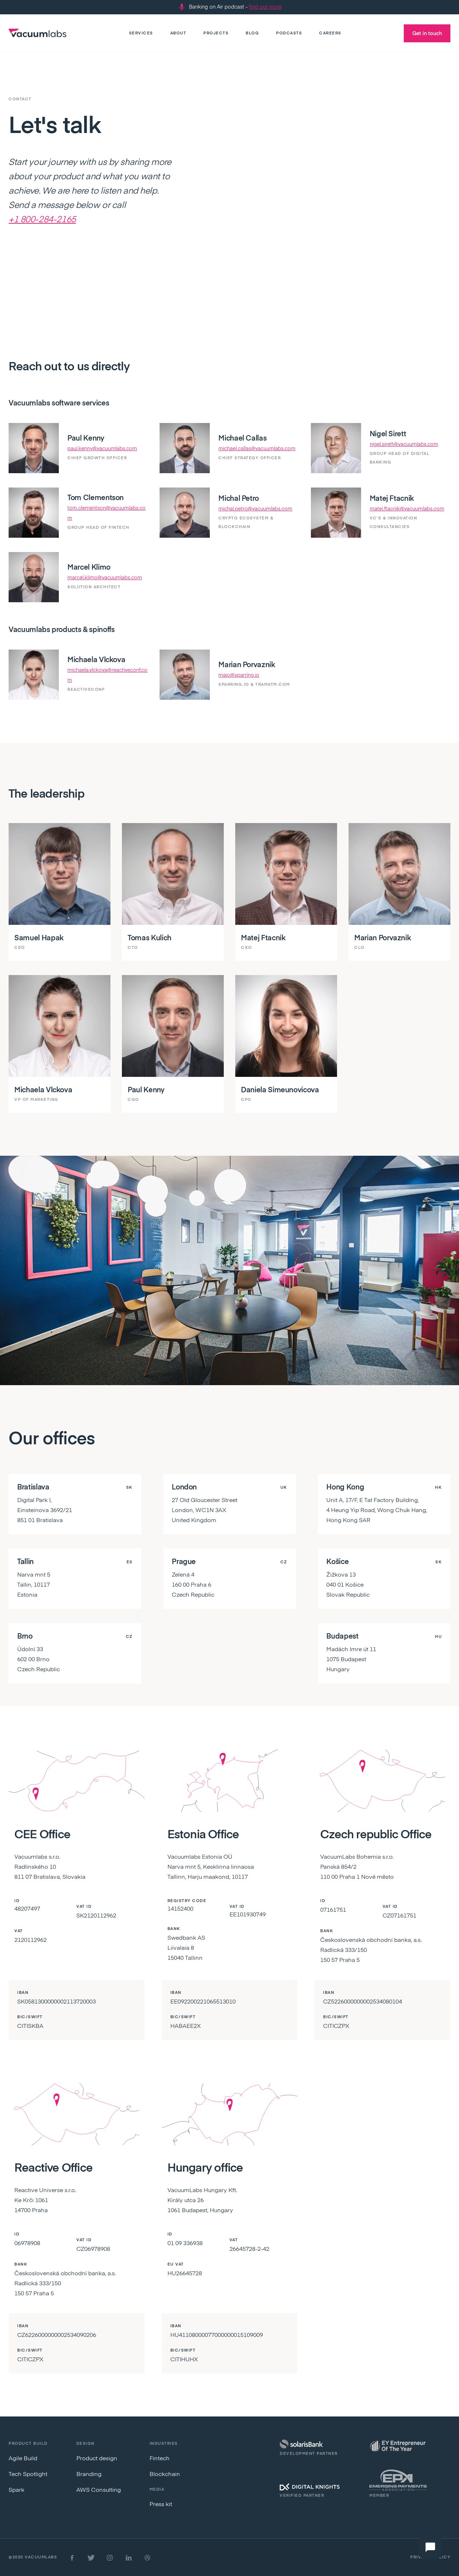 Banking on Air podcast - find out more
vacuumlabs
SERVICES
ABOUT
PROJECTS
BLOG
PODCASTS
CAREERS
Get in touch
CONTACT
Let's talk
Start your journey with us by sharing more
about your product and what you want to
achieve. We are here to listen and help.
Send a message below or call
+1 800-284-2165
Reach out to us directly
Vacuumlabs software services
Paul Kenny
paul.kenny@vacuumlabs.com
CHIEF GROWTH OFFICER
Michael Callas
michael.callas@vacuumlabs.com
CHIEF STRATEGY OFFICER
Nigel Sirett
nigel.sirett@vacuumlabs.com
GROUP HEAD OF DIGITAL
BANKING
Tom Clementson
tom.clementson@vacuumlabs.co
m
GROUP HEAD OF FINTECH
Michal Petro
michal.petro@vacuumlabs.com
CRYPTO ECOSYSTEM &
BLOCKCHAIN
Matej Ftacnik
matej.ftacnik@vacuumlabs.com
VC'S & INNOVATION
CONSULTANCIES
Marcel Klimo
marcel.klimo@vacuumlabs.com
SOLUTION ARCHITECT
Vacuumlabs products & spinoffs
Michaela Vlckova
michaela.vlckova@reactiveconf.co
m
REACTIVECONF
Marian Porvaznik
majo@sparring.io
SPARRING.IO & TRAMATM.COM
The leadership
Samuel Hapak
CEO
Tomas Kulich
CTO
Matej Ftacnik
Marian Porvaznik
Michaela Vlckova
VP OF MARKETING
Paul Kenny
CGO
Daniela Simeunovicova
Our offices
Bratislava
SK
Digital Park I,
Einsteinova 3692/21
851 01 Bratislava
London
UK
27 Old Gloucester Street
London, WC1N 3AX
United Kingdom
Hong Kong
HK
Unit A, 17/F, E Tat Factory Building,
4 Heung Yip Road, Wong Chuk Hang,
Hong Kong SAR
Tallin
ES
Narva mnt 5
Tallin, 10117
Estonia
Prague
CZ
Zelená 4
160 00 Praha 6
Czech Republic
Košice
SK
Žižkova 13
040 01 Košice
Slovak Republic
Brno
CZ
Údolní 33
602 00 Brno
Czech Republic
Budapest
HU
Madách Imre út 11
1075 Budapest
Hungary
CEE Office
Vacuumlabs s.r.o.
Radlinského 10
811 07 Bratislava, Slovakia
ID
48207497
VAT ID
SK2120112962
VAT
2120112962
IBAN
SK0581300000002113720003
BIC/SWIFT
CITISKBA
Estonia Office
Vacuumlabs Estonia OÜ
Narva mnt 5, Kesklinna linnaosa
Tallinn, Harju maakond, 10117
REGISTRY CODE
14152400
VAT ID
EE101930749
BANK
Swedbank AS
Liivalaia 8
15040 Tallinn
IBAN
EE092200221065513010
BIC/SWIFT
HABAEE2X
Czech republic Office
VacuumLabs Bohemia s.r.o.
Panská 854/2
110 00 Praha 1 Nové město
ID
07161751
VAT ID
CZ07161751
BANK
Československá obchodní banka, a.s.
Radlická 333/150
150 57 Praha 5
IBAN
CZ5226000000002534080104
BIC/SWIFT
CITICZPX
Reactive Office
Reactive Universe s.r.o.
Ke Krči 1061
14700 Praha
ID
06978908
VAT ID
CZ06978908
BANK
Československá obchodní banka, a.s.
Radlická 333/150
150 57 Praha 5
IBAN
CZ6226000000002534090206
BIC/SWIFT
CITICZPX
Hungary office
VacuumLabs Hungary Kft.
Király utca 26
1061 Budapest, Hungary
ID
01 09 336938
VAT
26645728-2-42
EU VAT
HU26645728
IBAN
HU41108000077000000015109009
BIC/SWIFT
CITIHUHX
PRODUCT BUILD
Agile Build
Tech Spotlight
Spark
DESIGN
Product design
Branding
AWS Consulting
INDUSTRIES
Fintech
Blockchain
MEDIA
Press kit
solarisBank
DEVELOPMENT PARTNER
EY Entrepreneur
Of The Year
DIGITAL KNIGHTS
VERIFIED PARTNER
EPA
EMERGING PAYMENTS
ASSOCIATION
MEMBER
©2020 VACUUMLABS